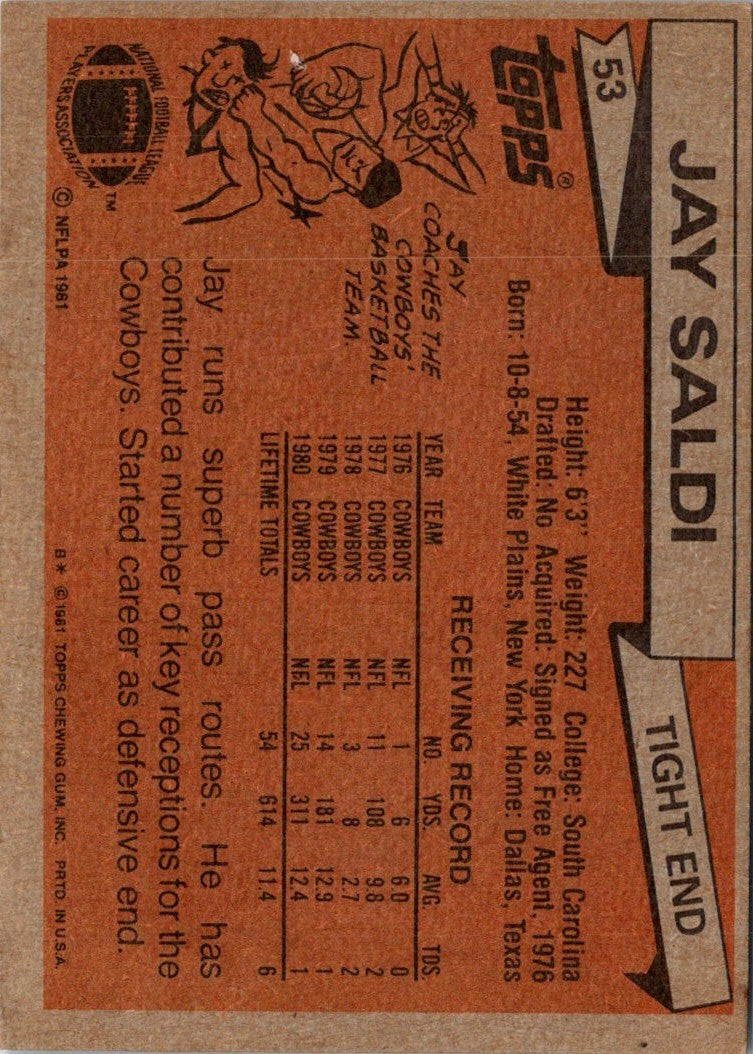 53
JAY SALDI
TIGHT END
topps®
Height: 6'3" Weight: 227 College: South Carolina
Drafted: No Acquired: Signed as Free Agent, 1976
Born: 10-8-54, White Plains, New York Home: Dallas, Texas
JAY
COACHES THE
COWBOYS'
BASKETBALL
TEAM.
RECEIVING RECORD
YEAR TEAM NO. YDS. AVG. TDS.
1976 COWBOYS NFL 1 6 6.0 0
1977 COWBOYS NFL 11 108 9.8 2
1978 COWBOYS NFL 3 8 2.7 2
1979 COWBOYS NFL 14 181 12.9 1
1980 COWBOYS NFL 25 311 12.4 1
LIFETIME TOTALS 54 614 11.4 6
Jay runs superb pass routes. He has
contributed a number of key receptions for the
Cowboys. Started career as defensive end.
NATIONAL FOOTBALL LEAGUE
PLAYERS ASSOCIATION
TM
© NFLPA 1981
B* © 1981 TOPPS CHEWING GUM, INC. PRTD. IN U.S.A.